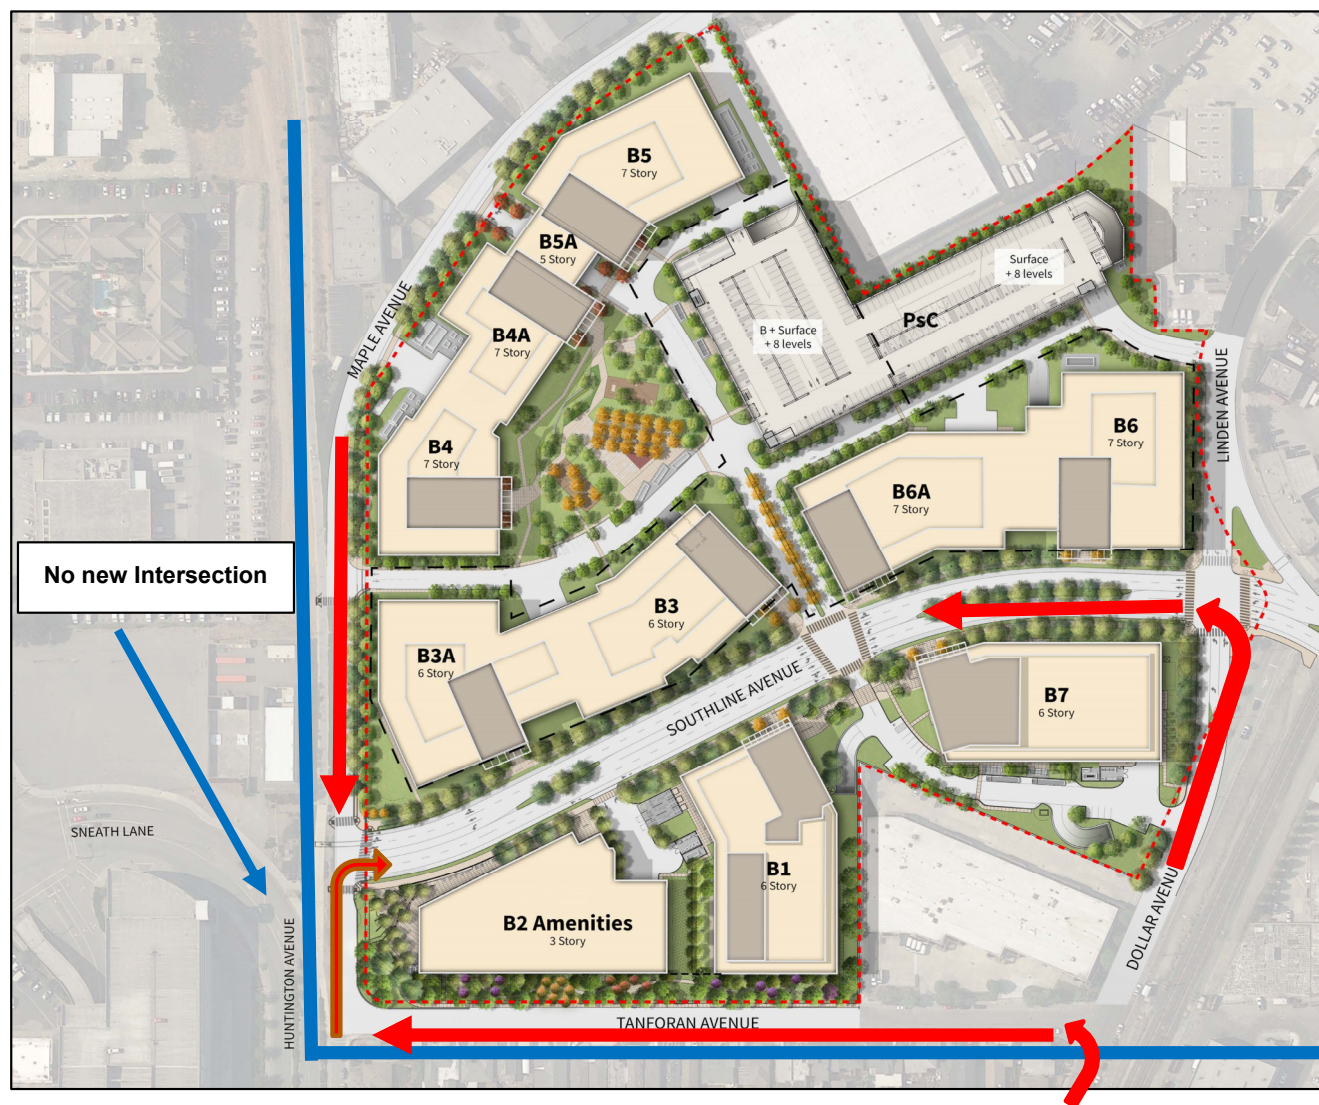 B5
7 Story
B5A
5 Story
Surface
+ 8 levels
MAPLE AVENUE
B4A
7 Story
B + Surface
+ 8 levels
PsC
LINDEN AVENUE
B4
7 Story
B6
7 Story
B6A
7 Story
No new Intersection
B3
6 Story
B3A
6 Story
SOUTHLINE AVENUE
B7
6 Story
SNEATH LANE
B1
6 Story
B2 Amenities
3 Story
HUNTINGTON AVENUE
DOLLAR AVENU
TANFORAN AVENUE